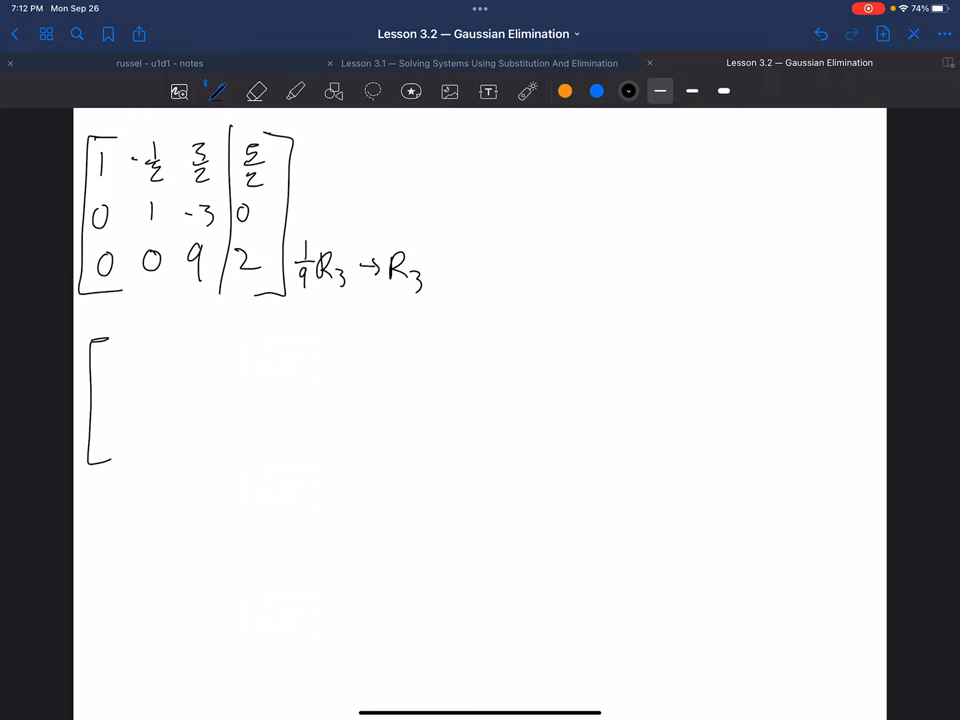 7:12 PM Mon Sep 26
74%
Lesson 3.2 — Gaussian Elimination
russel - u1d1 - notes
Lesson 3.1 — Solving Systems Using Substitution And Elimination
Lesson 3.2 — Gaussian Elimination
1 -1/2 3/2 | 5/2
0 1 -3 | 0
0 0 9 | 2 1/9 R₃ → R₃